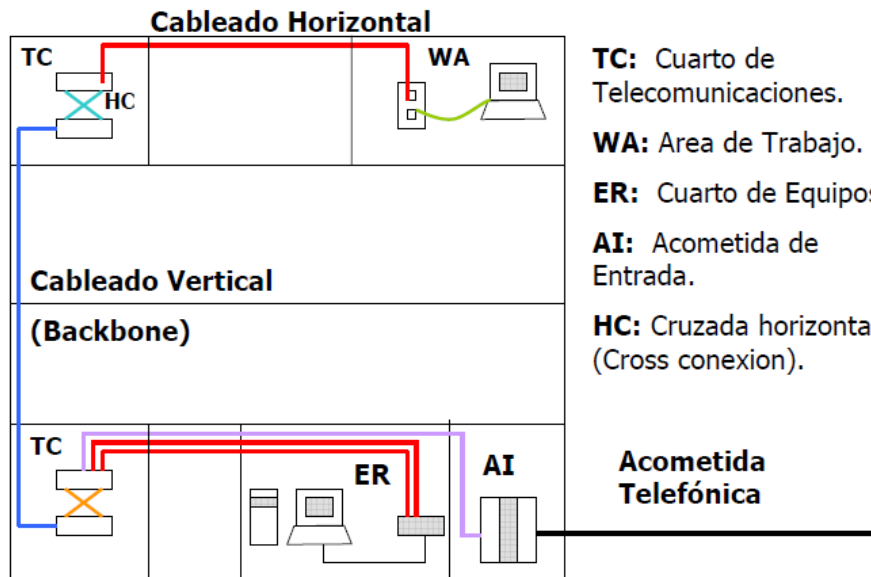 Cableado Horizontal
TC
HC
WA
Cableado Vertical
(Backbone)
TC
ER
AI
TC: Cuarto de
Telecomunicaciones.
WA: Area de Trabajo.
ER: Cuarto de Equipos
AI: Acometida de
Entrada.
HC: Cruzada horizonta
(Cross conexion).
Acometida
Telefónica